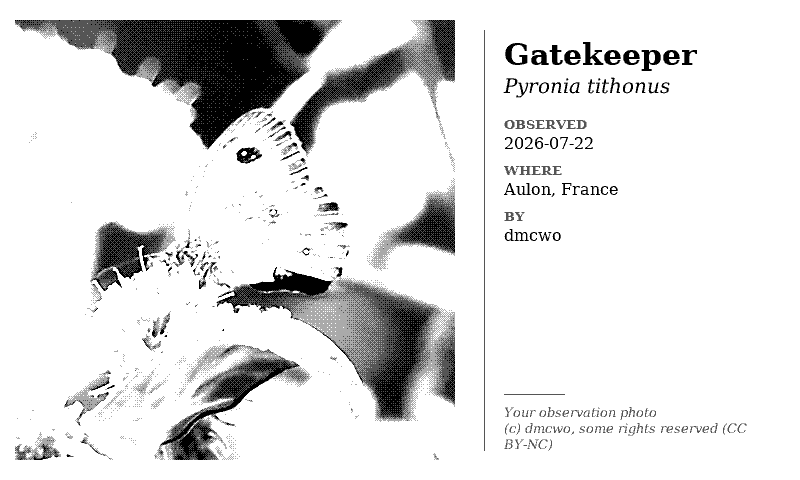 Gatekeeper
Pyronia tithonus
OBSERVED
2026-07-22
WHERE
Aulon, France
BY
dmcwo
Your observation photo
(c) dmcwo, some rights reserved (CC
BY-NC)